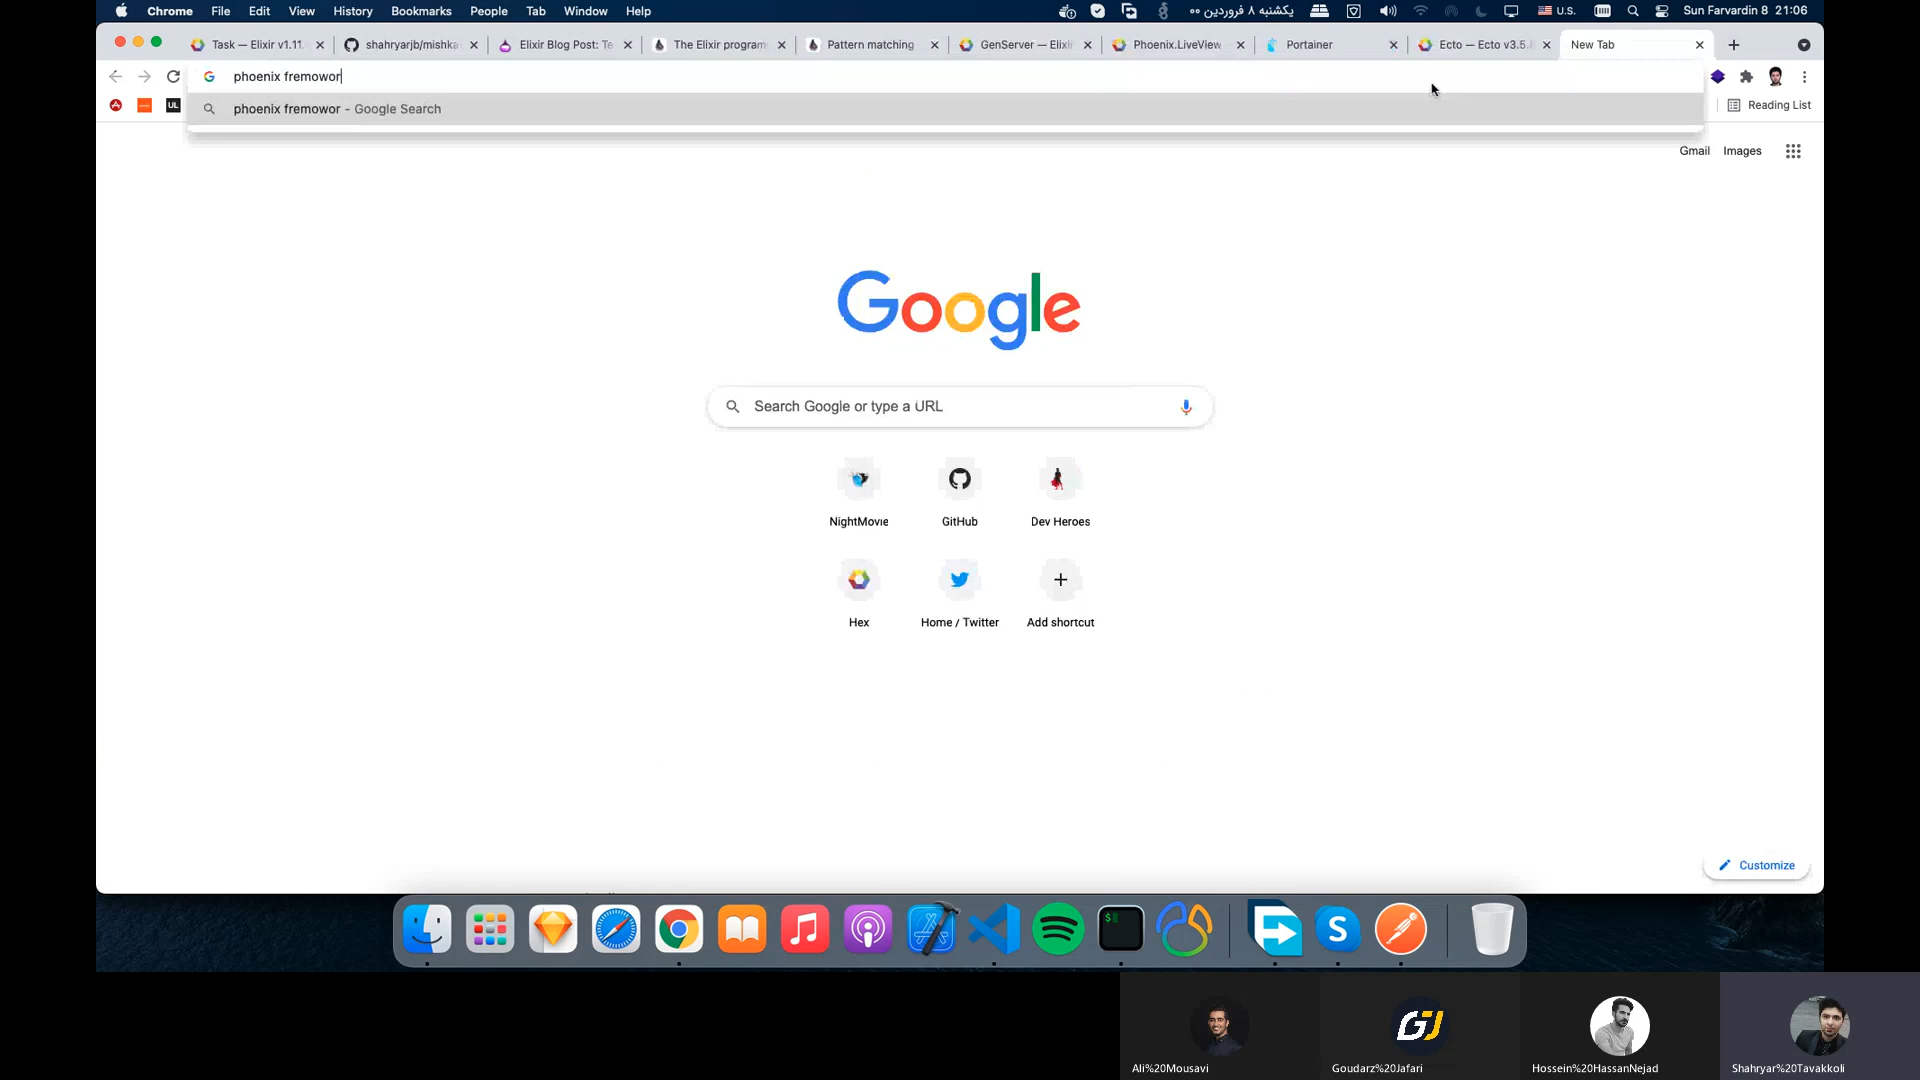 Chrome File Edit View History Bookmarks People Tab Window Help یکشنبه ۸ فروردین ۰۰ U.S. Sun Farvardin 8 21:06
Task — Elixir v1.11. shahryarjb/mishka Elixir Blog Post: Te The Elixir program Pattern matching GenServer — Elixi Phoenix.LiveView Portainer Ecto — Ecto v3.5. New Tab
phoenix fremowor
UL phoenix fremowor - Google Search Reading List
Gmail Images
Google
Search Google or type a URL
NightMovie GitHub Dev Heroes
Hex Home / Twitter Add shortcut
Customize
$
S
GJ
Ali%20Mousavi Goudarz%20Jafari Hossein%20HassanNejad Shahryar%20Tavakkoli